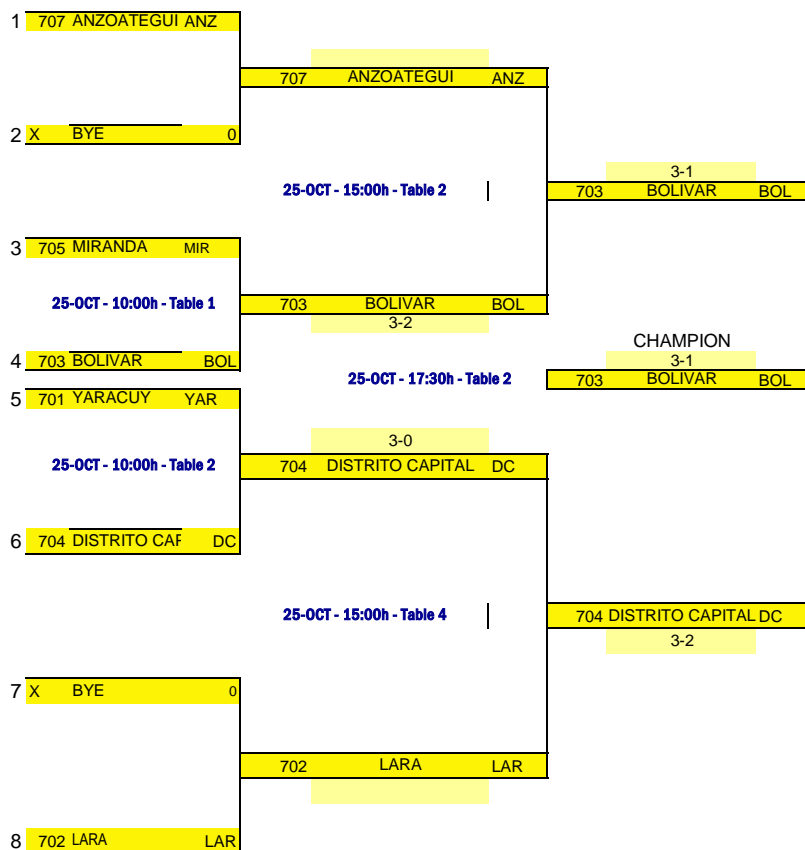 1 707 ANZOATEGUI ANZ
707 ANZOATEGUI ANZ
2 X BYE 0
25-OCT - 15:00h - Table 2
3-1
703 BOLIVAR BOL
3 705 MIRANDA MIR
25-OCT - 10:00h - Table 1
703 BOLIVAR BOL
3-2
4 703 BOLIVAR BOL
CHAMPION
3-1
25-OCT - 17:30h - Table 2
703 BOLIVAR BOL
5 701 YARACUY YAR
3-0
25-OCT - 10:00h - Table 2
704 DISTRITO CAPITAL DC
6 704 DISTRITO CAP DC
25-OCT - 15:00h - Table 4
704 DISTRITO CAPITAL DC
3-2
7 X BYE 0
702 LARA LAR
8 702 LARA LAR